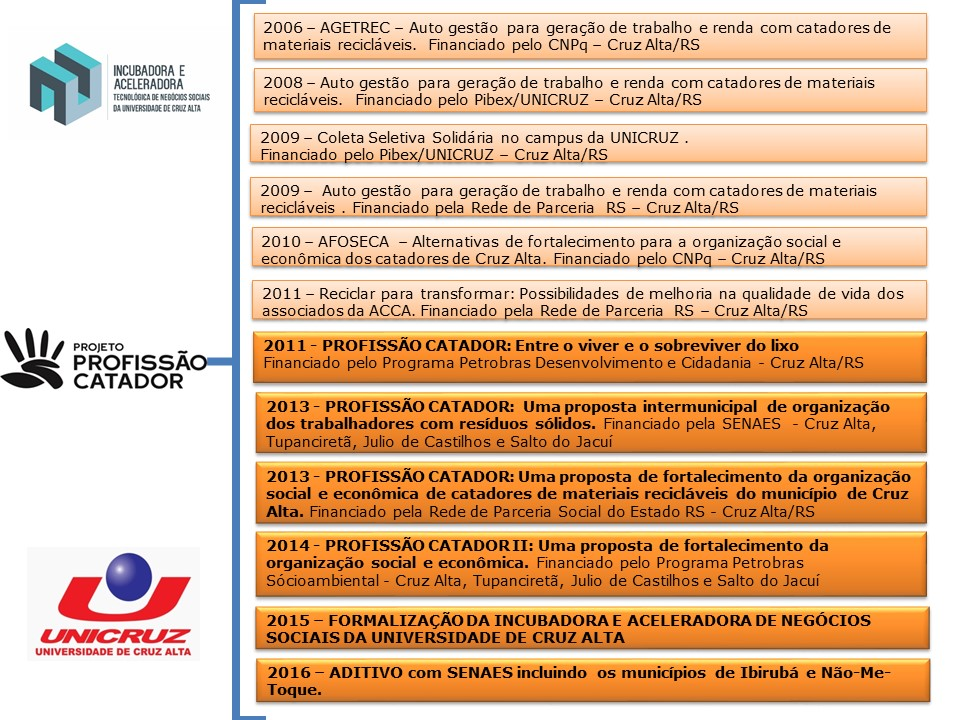 INCUBADORA E
ACELERADORA
TECNOLÓGICA DE NEGÓCIOS SOCIAIS
DA UNIVERSIDADE DE CRUZ ALTA
PROJETO
PROFISSÃO
CATADOR
UNICRUZ
UNIVERSIDADE DE CRUZ ALTA
2006 – AGETREC – Auto gestão para geração de trabalho e renda com catadores de
materiais recicláveis. Financiado pelo CNPq – Cruz Alta/RS
2008 – Auto gestão para geração de trabalho e renda com catadores de materiais
recicláveis. Financiado pelo Pibex/UNICRUZ – Cruz Alta/RS
2009 – Coleta Seletiva Solidária no campus da UNICRUZ .
Financiado pelo Pibex/UNICRUZ – Cruz Alta/RS
2009 – Auto gestão para geração de trabalho e renda com catadores de materiais
recicláveis . Financiado pela Rede de Parceria RS – Cruz Alta/RS
2010 – AFOSECA – Alternativas de fortalecimento para a organização social e
econômica dos catadores de Cruz Alta. Financiado pelo CNPq – Cruz Alta/RS
2011 – Reciclar para transformar: Possibilidades de melhoria na qualidade de vida dos
associados da ACCA. Financiado pela Rede de Parceria RS – Cruz Alta/RS
2011 - PROFISSÃO CATADOR: Entre o viver e o sobreviver do lixo
Financiado pelo Programa Petrobras Desenvolvimento e Cidadania - Cruz Alta/RS
2013 - PROFISSÃO CATADOR: Uma proposta intermunicipal de organização
dos trabalhadores com resíduos sólidos. Financiado pela SENAES - Cruz Alta,
Tupanciretã, Julio de Castilhos e Salto do Jacuí
2013 - PROFISSÃO CATADOR: Uma proposta de fortalecimento da organização
social e econômica de catadores de materiais recicláveis do município de Cruz
Alta. Financiado pela Rede de Parceria Social do Estado RS - Cruz Alta/RS
2014 - PROFISSÃO CATADOR II: Uma proposta de fortalecimento da
organização social e econômica. Financiado pelo Programa Petrobras
Sócioambiental - Cruz Alta, Tupanciretã, Julio de Castilhos e Salto do Jacuí
2015 – FORMALIZAÇÃO DA INCUBADORA E ACELERADORA DE NEGÓCIOS
SOCIAIS DA UNIVERSIDADE DE CRUZ ALTA
2016 – ADITIVO com SENAES incluindo os municípios de Ibirubá e Não-Me-
Toque.